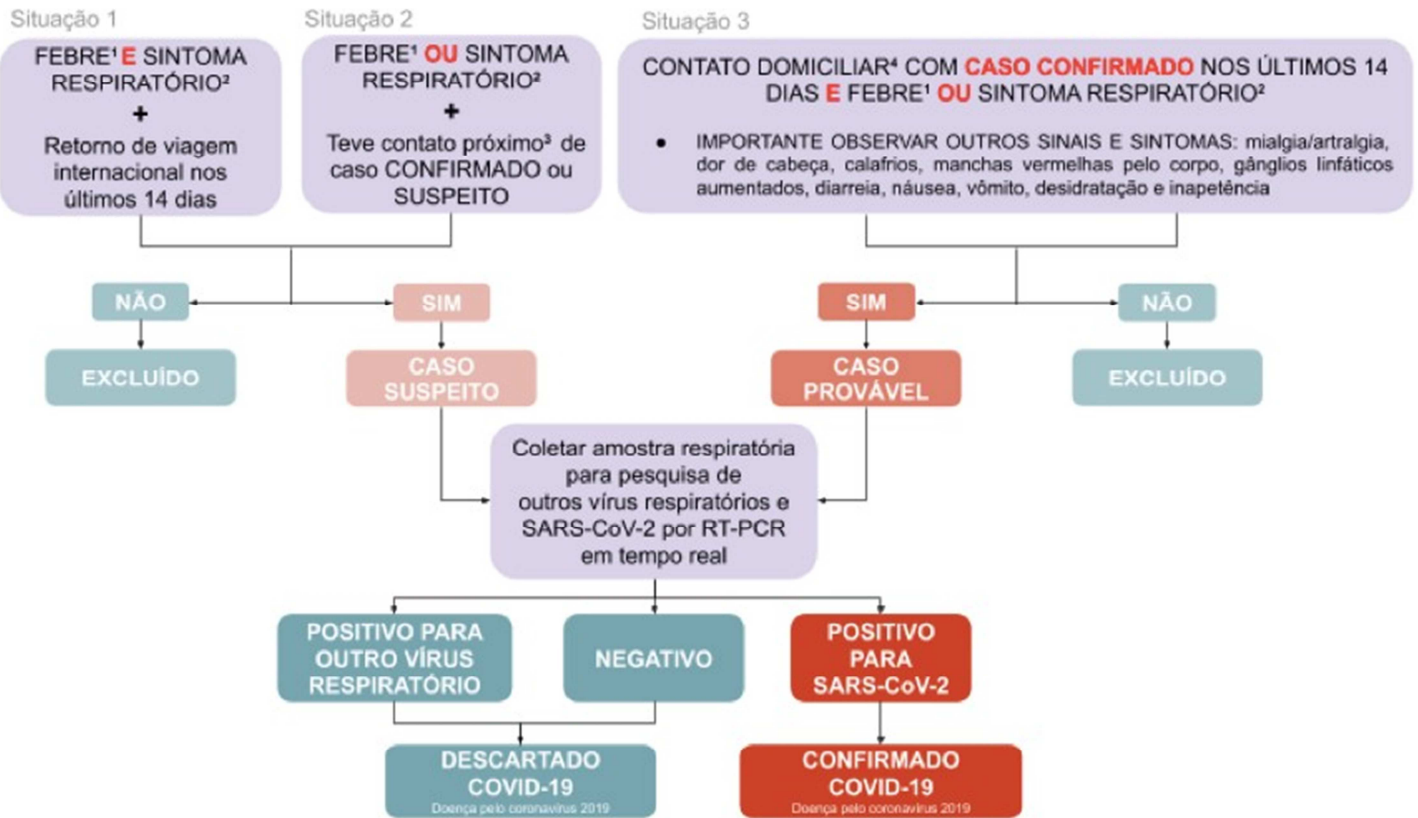 Situação 1
FEBRE¹ E SINTOMA
RESPIRATÓRIO²
+
Retorno de viagem
internacional nos
últimos 14 dias
Situação 2
FEBRE¹ OU SINTOMA
RESPIRATÓRIO²
+
Teve contato próximo³ de
caso CONFIRMADO ou
SUSPEITO
Situação 3
CONTATO DOMICILIAR⁴ COM CASO CONFIRMADO NOS ÚLTIMOS 14
DIAS E FEBRE¹ OU SINTOMA RESPIRATÓRIO²
• IMPORTANTE OBSERVAR OUTROS SINAIS E SINTOMAS: mialgia/artralgia,
dor de cabeça, calafrios, manchas vermelhas pelo corpo, gânglios linfáticos
aumentados, diarreia, náusea, vômito, desidratação e inapetência
NÃO
SIM
SIM
NÃO
EXCLUÍDO
CASO
SUSPEITO
CASO
PROVÁVEL
EXCLUÍDO
Coletar amostra respiratória
para pesquisa de
outros vírus respiratórios e
SARS-CoV-2 por RT-PCR
em tempo real
POSITIVO PARA
OUTRO VÍRUS
RESPIRATÓRIO
NEGATIVO
POSITIVO
PARA
SARS-CoV-2
DESCARTADO
COVID-19
Doença pelo coronavírus 2019
CONFIRMADO
COVID-19
Doença pelo coronavírus 2019